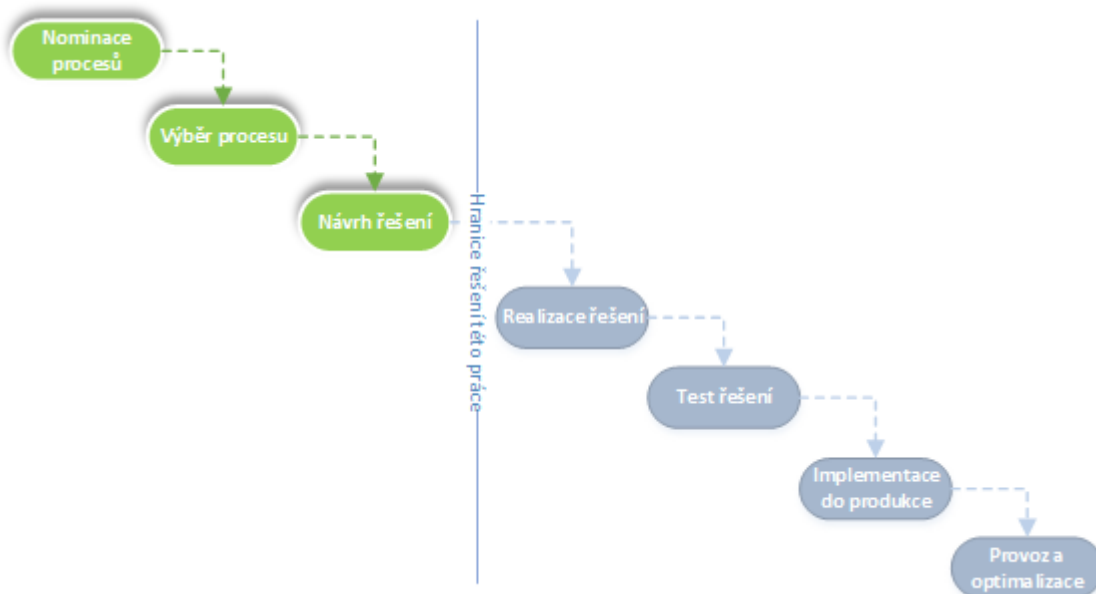 Nominace
procesů
Výběr procesu
Návrh řešení
Hranice řešení této práce
Realizace řešení
Test řešení
Implementace
do produkce
Provoz a
optimalizace